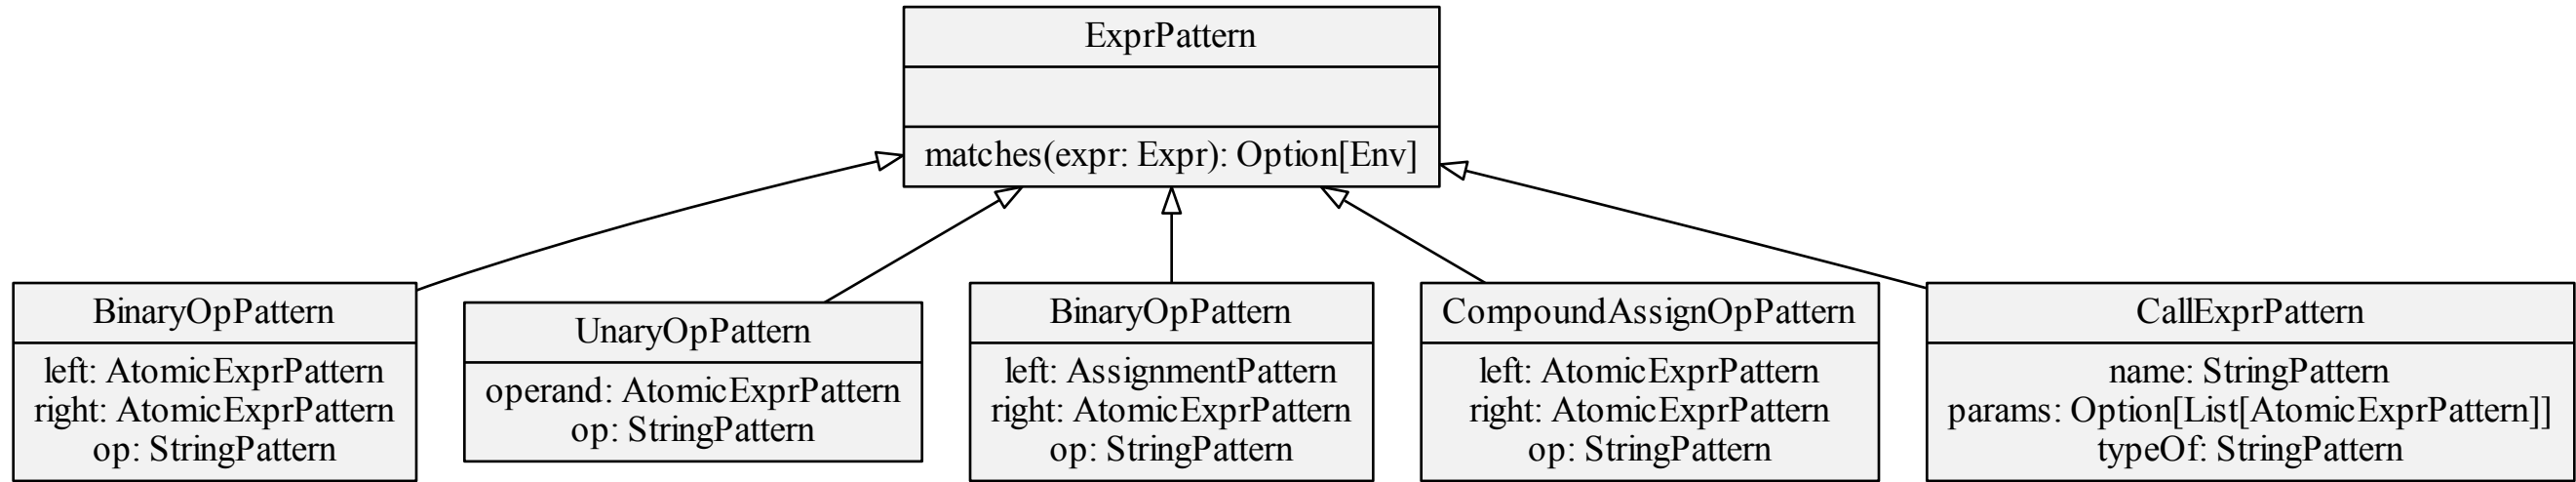 ExprPattern
matches(expr: Expr): Option[Env]
BinaryOpPattern
left: AtomicExprPattern
right: AtomicExprPattern
op: StringPattern
UnaryOpPattern
operand: AtomicExprPattern
op: StringPattern
BinaryOpPattern
left: AssignmentPattern
right: AtomicExprPattern
op: StringPattern
CompoundAssignOpPattern
left: AtomicExprPattern
right: AtomicExprPattern
op: StringPattern
CallExprPattern
name: StringPattern
params: Option[List[AtomicExprPattern]]
typeOf: StringPattern